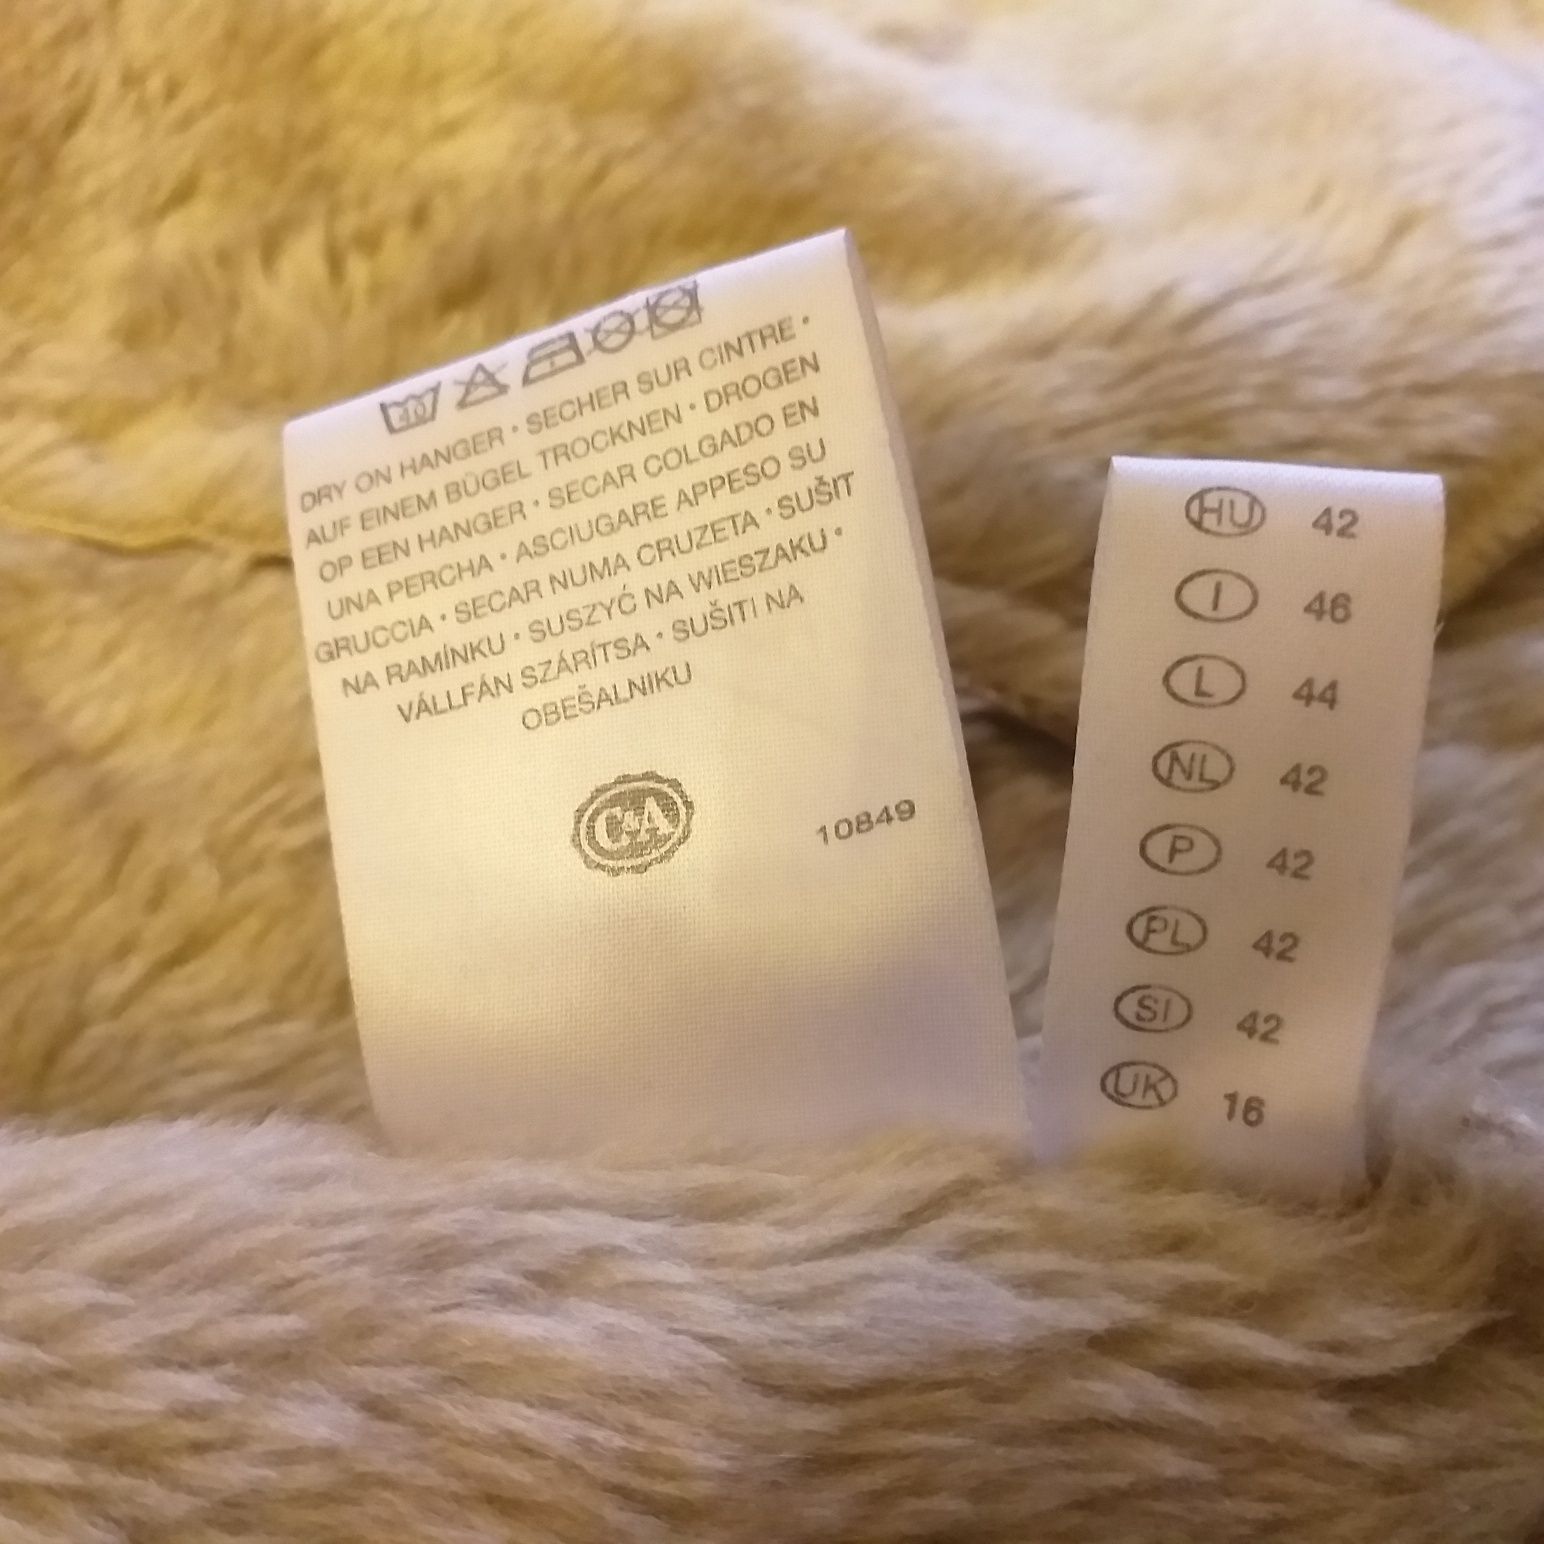 40
DRY ON HANGER • SECHER SUR CINTRE •
AUF EINEM BÜGEL TROCKNEN • DROGEN
OP EEN HANGER • SECAR COLGADO EN
UNA PERCHA • ASCIUGARE APPESO SU
GRUCCIA • SECAR NUMA CRUZETA • SUŠIT
NA RAMÍNKU • SUSZYĆ NA WIESZAKU •
VÁLLFÁN SZÁRÍTSA • SUŠITI NA
OBEŠALNIKU
C&A
10849
HU 42
I 46
L 44
NL 42
P 42
PL 42
SI 42
UK 16